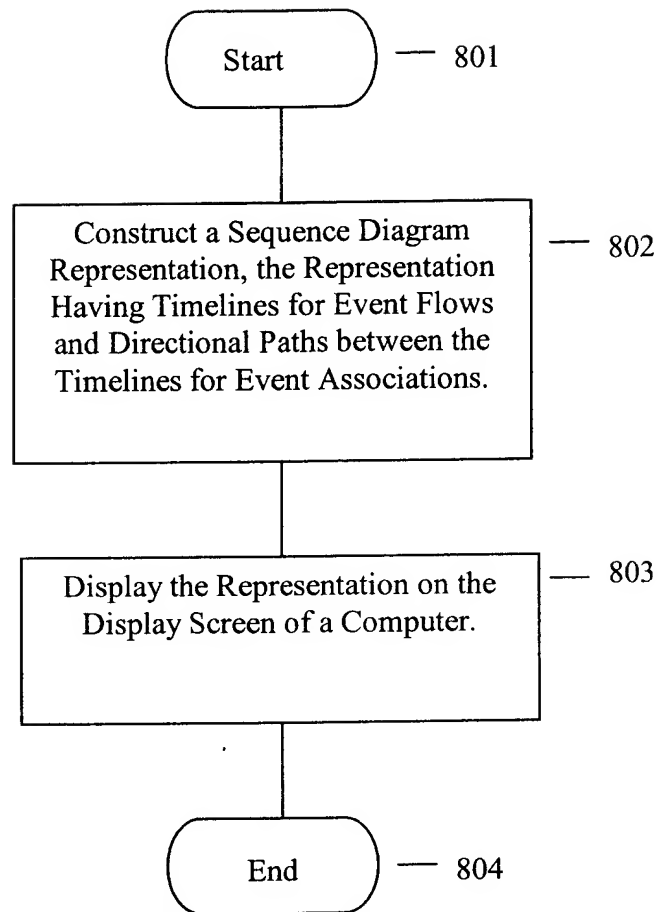 Start
801
Construct a Sequence Diagram
Representation, the Representation
Having Timelines for Event Flows
and Directional Paths between the
Timelines for Event Associations.
802
Display the Representation on the
Display Screen of a Computer.
803
End
804